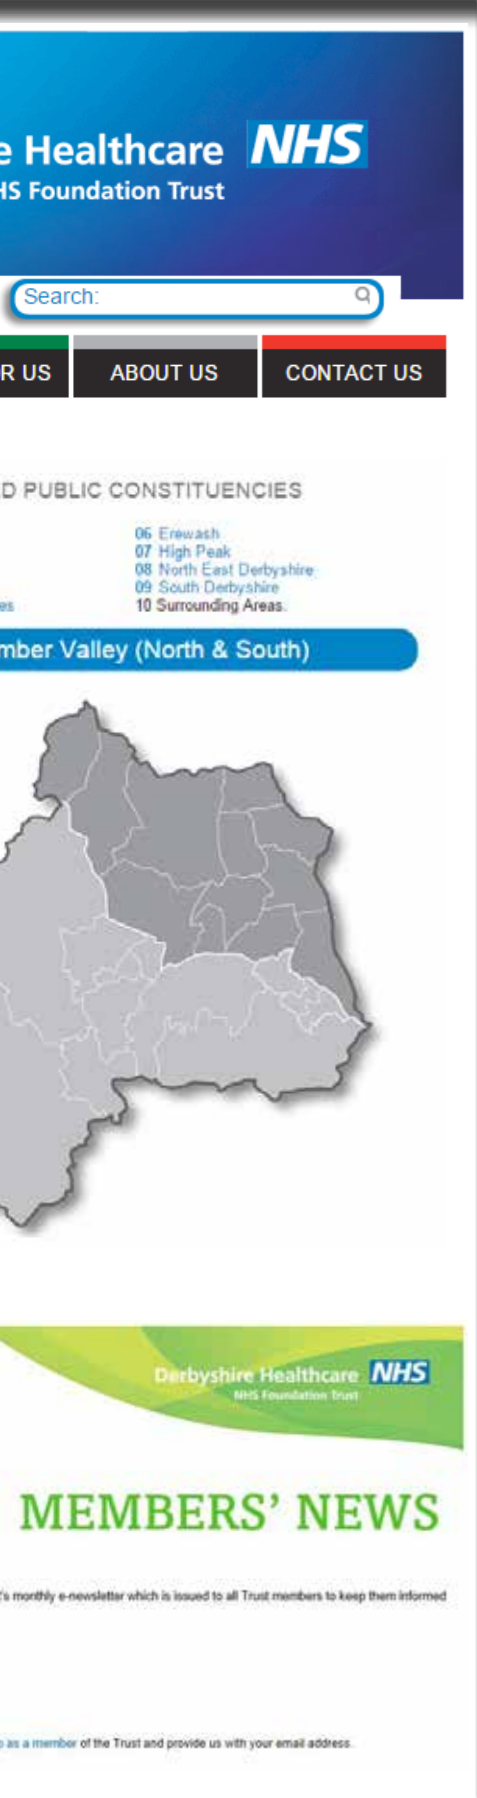 e Healthcare NHS
HS Foundation Trust
Search:
R US ABOUT US CONTACT US
D PUBLIC CONSTITUENCIES
06 Erewash
07 High Peak
08 North East Derbyshire
09 South Derbyshire
es 10 Surrounding Areas.
mber Valley (North & South)
Derbyshire Healthcare NHS
NHS Foundation Trust
MEMBERS' NEWS
's monthly e-newsletter which is issued to all Trust members to keep them informed
p as a member of the Trust and provide us with your email address.